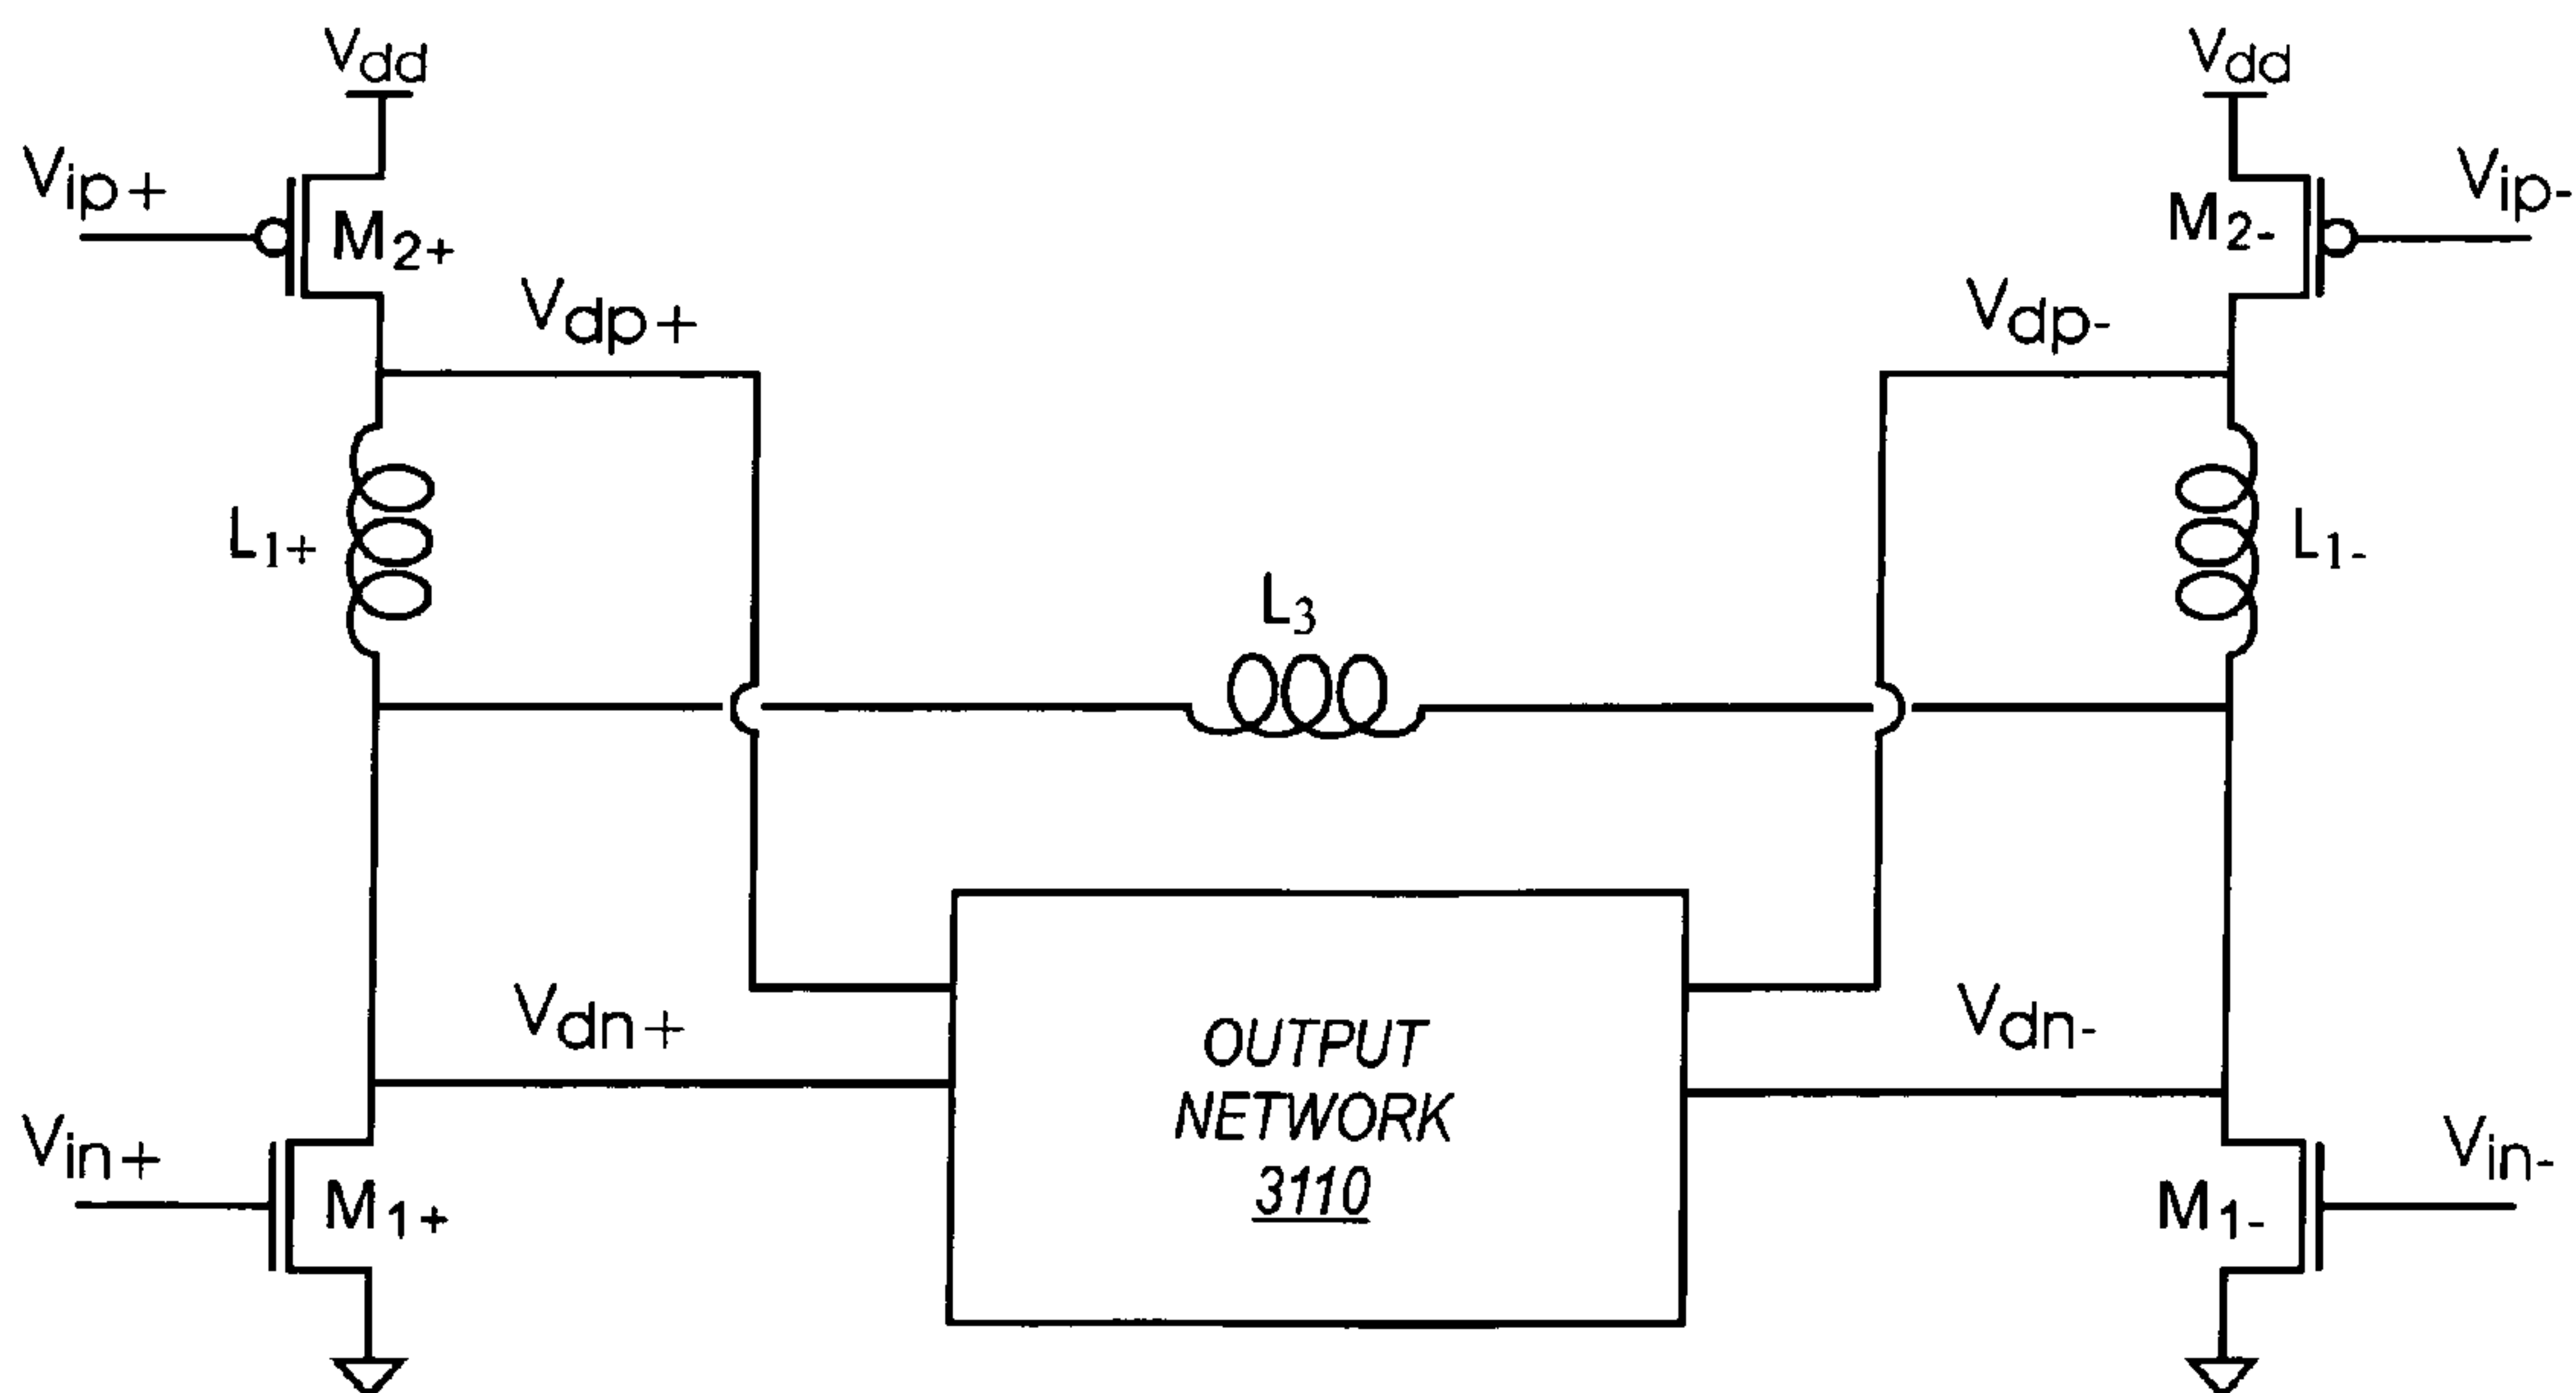 Vdd
Vdd
Vip+
M2+
M2-
Vip-
Vdp+
Vdp-
L1+
L3
L1-
Vdn+
Vdn-
OUTPUT
NETWORK
3110
Vin+
M1+
M1-
Vin-